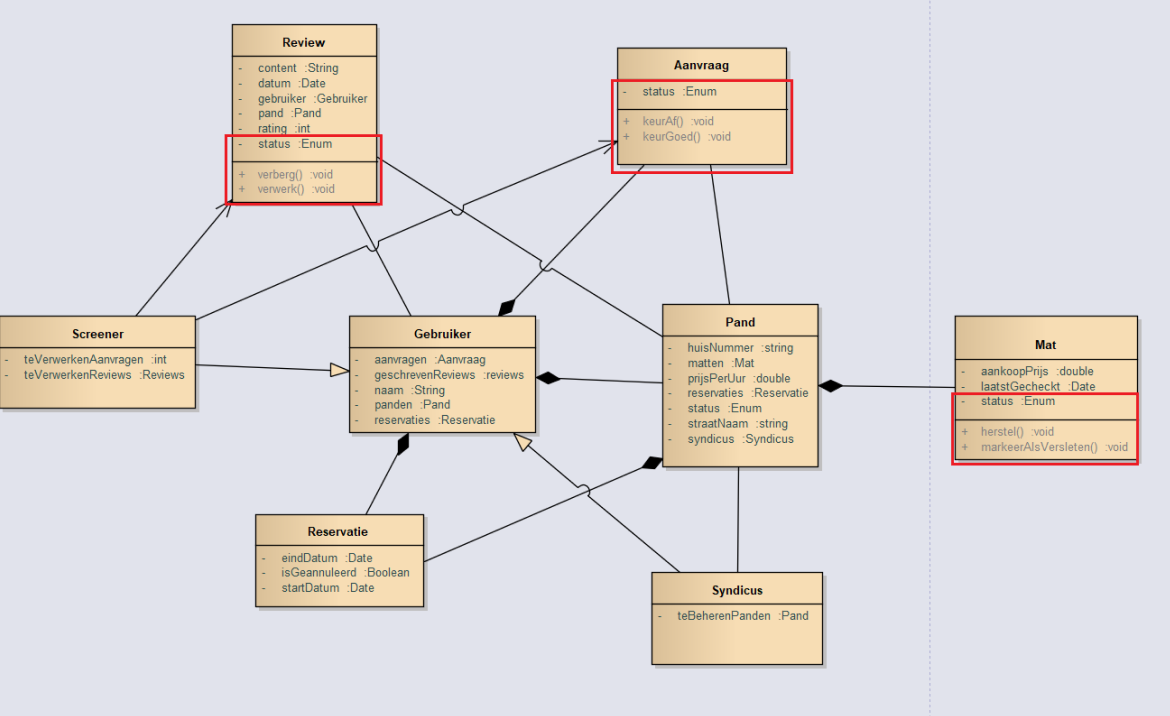 Review
- content :String
- datum :Date
- gebruiker :Gebruiker
- pand :Pand
- rating :int
- status :Enum
+ verberg() :void
+ verwerk() :void
Aanvraag
- status :Enum
+ keurAf() :void
+ keurGoed() :void
Screener
- teVerwerkenAanvragen :int
- teVerwerkenReviews :Reviews
Gebruiker
- aanvragen :Aanvraag
- geschrevenReviews :reviews
- naam :String
- panden :Pand
- reservaties :Reservatie
Pand
- huisNummer :string
- matten :Mat
- prijsPerUur :double
- reservaties :Reservatie
- status :Enum
- straatNaam :string
- syndicus :Syndicus
Mat
- aankoopPrijs :double
- laatstGecheckt :Date
- status :Enum
+ herstel() :void
+ markeerAlsVersleten() :void
Reservatie
- eindDatum :Date
- isGeannuleerd :Boolean
- startDatum :Date
Syndicus
- teBeherenPanden :Pand